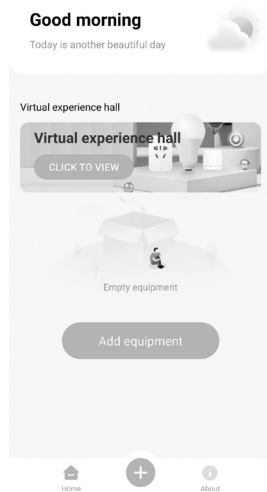 Good morning
Today is another beautiful day
Virtual experience hall
Virtual experience hall
CLICK TO VIEW
Empty equipment
Add equipment
Home
About